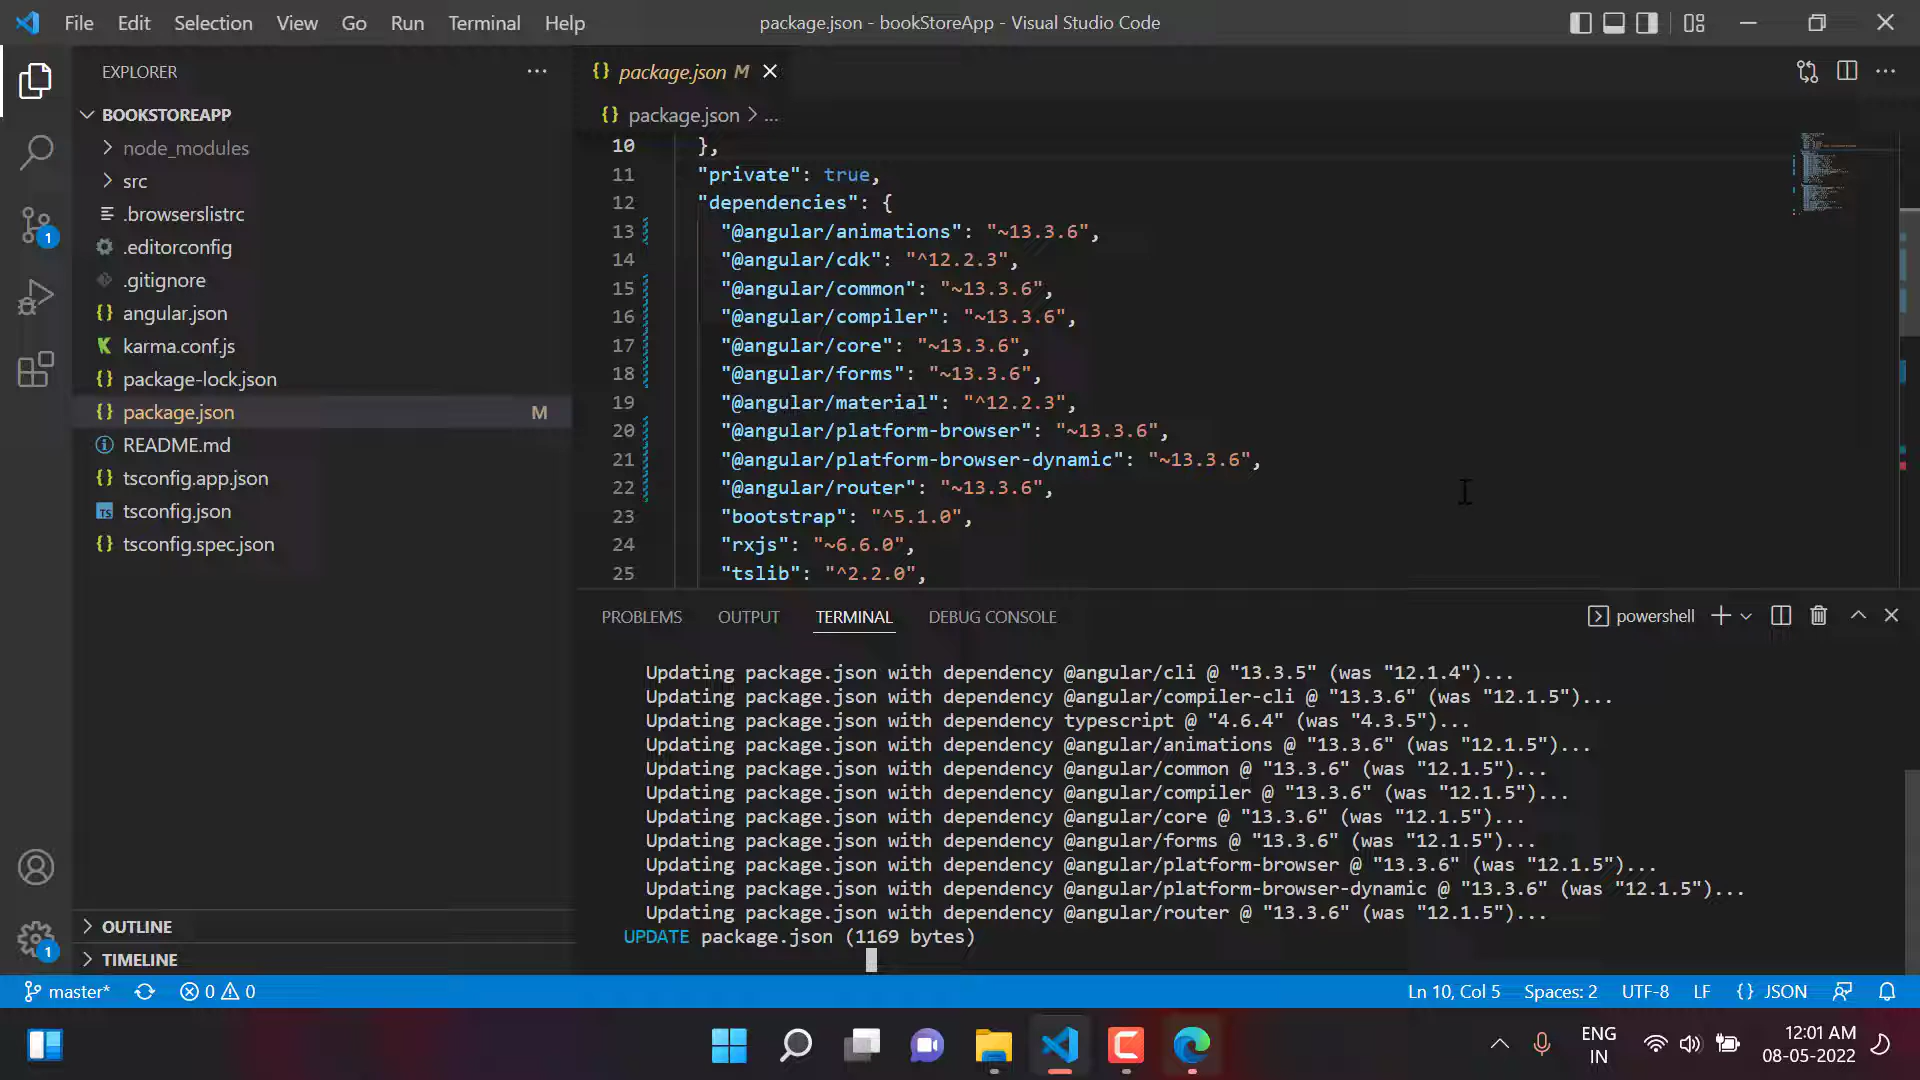 File Edit Selection View Go Run Terminal Help
package.json - bookStoreApp - Visual Studio Code
EXPLORER
BOOKSTOREAPP
node_modules
src
.browserslistrc
.editorconfig
.gitignore
angular.json
karma.conf.js
package-lock.json
package.json M
README.md
tsconfig.app.json
TS tsconfig.json
tsconfig.spec.json
OUTLINE
TIMELINE
1
1
{} package.json M
{} package.json > ...
10 },
11 "private": true,
12 "dependencies": {
13 "@angular/animations": "~13.3.6",
14 "@angular/cdk": "^12.2.3",
15 "@angular/common": "~13.3.6",
16 "@angular/compiler": "~13.3.6",
17 "@angular/core": "~13.3.6",
18 "@angular/forms": "~13.3.6",
19 "@angular/material": "^12.2.3",
20 "@angular/platform-browser": "~13.3.6",
21 "@angular/platform-browser-dynamic": "~13.3.6",
22 "@angular/router": "~13.3.6",
23 "bootstrap": "^5.1.0",
24 "rxjs": "~6.6.0",
25 "tslib": "^2.2.0",
PROBLEMS OUTPUT TERMINAL DEBUG CONSOLE
powershell
Updating package.json with dependency @angular/cli @ "13.3.5" (was "12.1.4")...
Updating package.json with dependency @angular/compiler-cli @ "13.3.6" (was "12.1.5")...
Updating package.json with dependency typescript @ "4.6.4" (was "4.3.5")...
Updating package.json with dependency @angular/animations @ "13.3.6" (was "12.1.5")...
Updating package.json with dependency @angular/common @ "13.3.6" (was "12.1.5")...
Updating package.json with dependency @angular/compiler @ "13.3.6" (was "12.1.5")...
Updating package.json with dependency @angular/core @ "13.3.6" (was "12.1.5")...
Updating package.json with dependency @angular/forms @ "13.3.6" (was "12.1.5")...
Updating package.json with dependency @angular/platform-browser @ "13.3.6" (was "12.1.5")...
Updating package.json with dependency @angular/platform-browser-dynamic @ "13.3.6" (was "12.1.5")...
Updating package.json with dependency @angular/router @ "13.3.6" (was "12.1.5")...
UPDATE package.json (1169 bytes)
master* 0 0
Ln 10, Col 5 Spaces: 2 UTF-8 LF {} JSON
ENG
IN
12:01 AM
08-05-2022